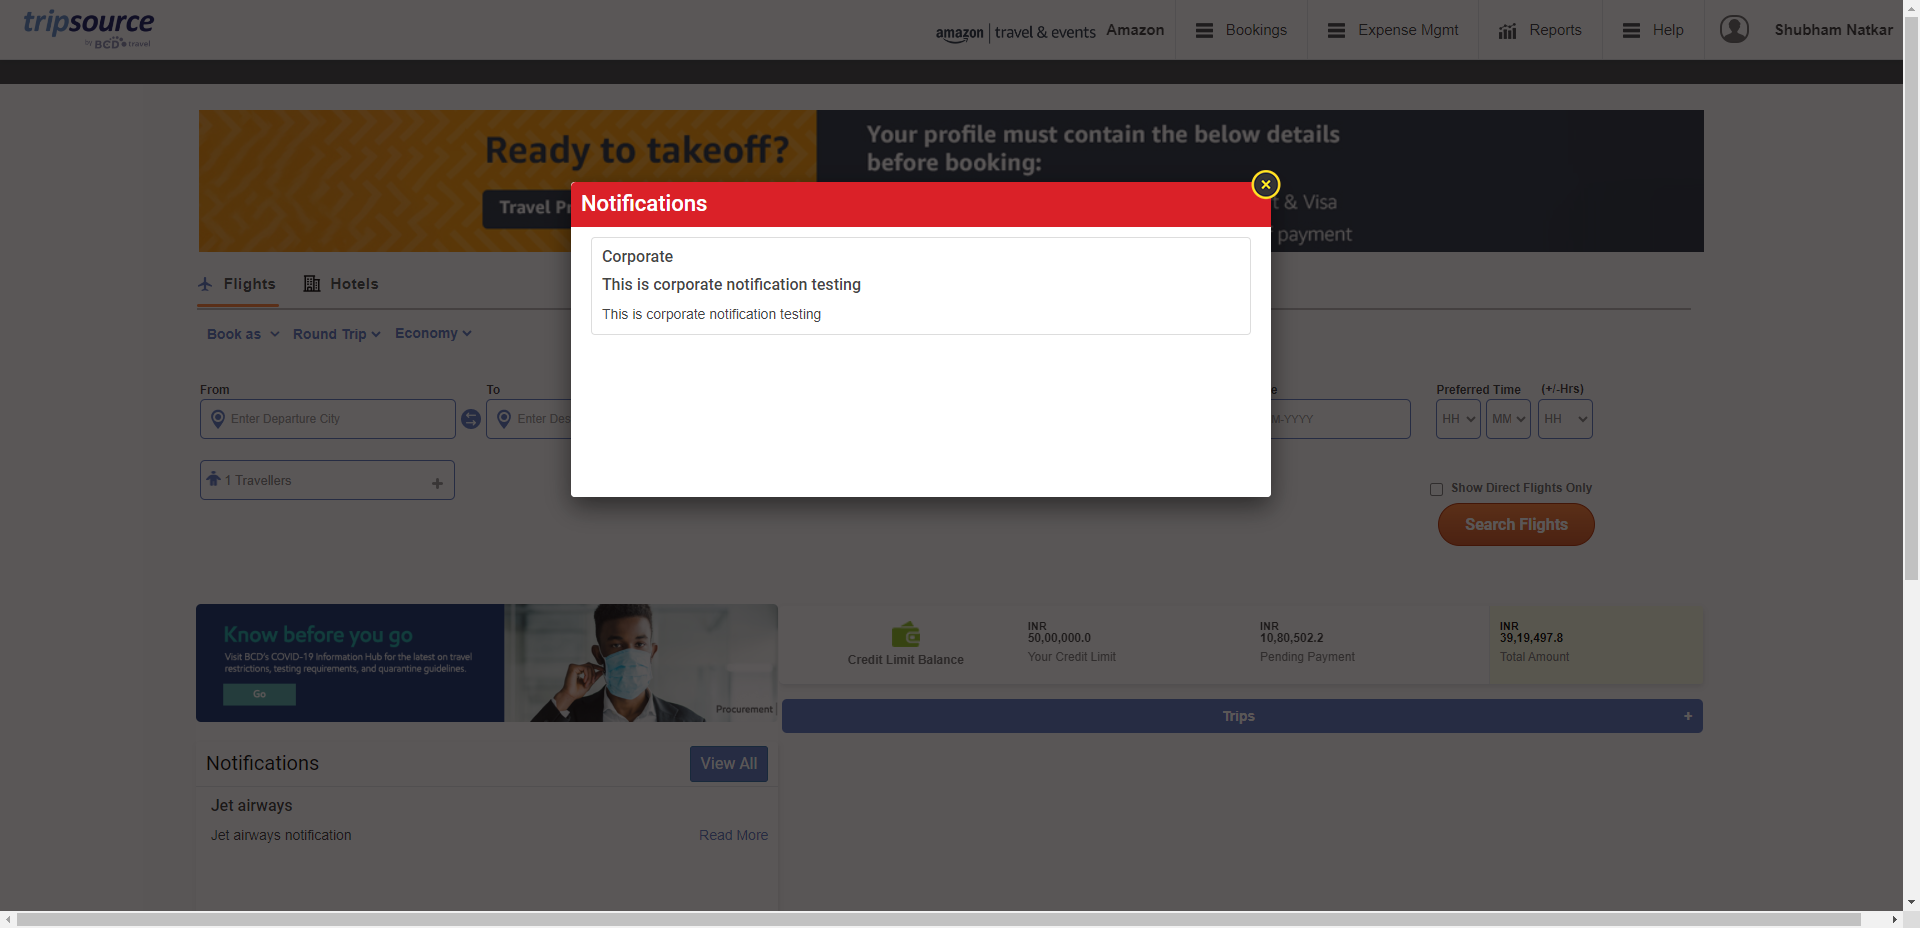 tripsource
by BCD travel
amazon | travel & events
Amazon
Bookings
Expense Mgmt
Reports
Help
Shubham Natkar
Ready to takeoff?
Travel
Your profile must contain the below details
before booking:
t & Visa
payment
Notifications
Corporate
This is corporate notification testing
This is corporate notification testing
Flights
Hotels
Book as
Round Trip
Economy
From
To
e
Preferred Time
(+/-Hrs)
Enter Departure City
Enter Des
M-YYYY
HH
MM
HH
1 Travellers
+
Show Direct Flights Only
Search Flights
Know before you go
Visit BCD's COVID-19 Information Hub for the latest on travel
restrictions, testing requirements, and quarantine guidelines.
Go
Procurement
Credit Limit Balance
INR
50,00,000.0
Your Credit Limit
INR
10,80,502.2
Pending Payment
INR
39,19,497.8
Total Amount
Trips
+
Notifications
View All
Jet airways
Jet airways notification
Read More